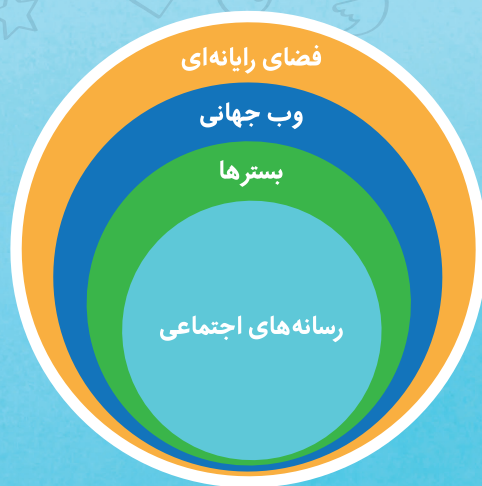 فضای رایانه‌ای
وب جهانی
بسترها
رسانه‌های اجتماعی